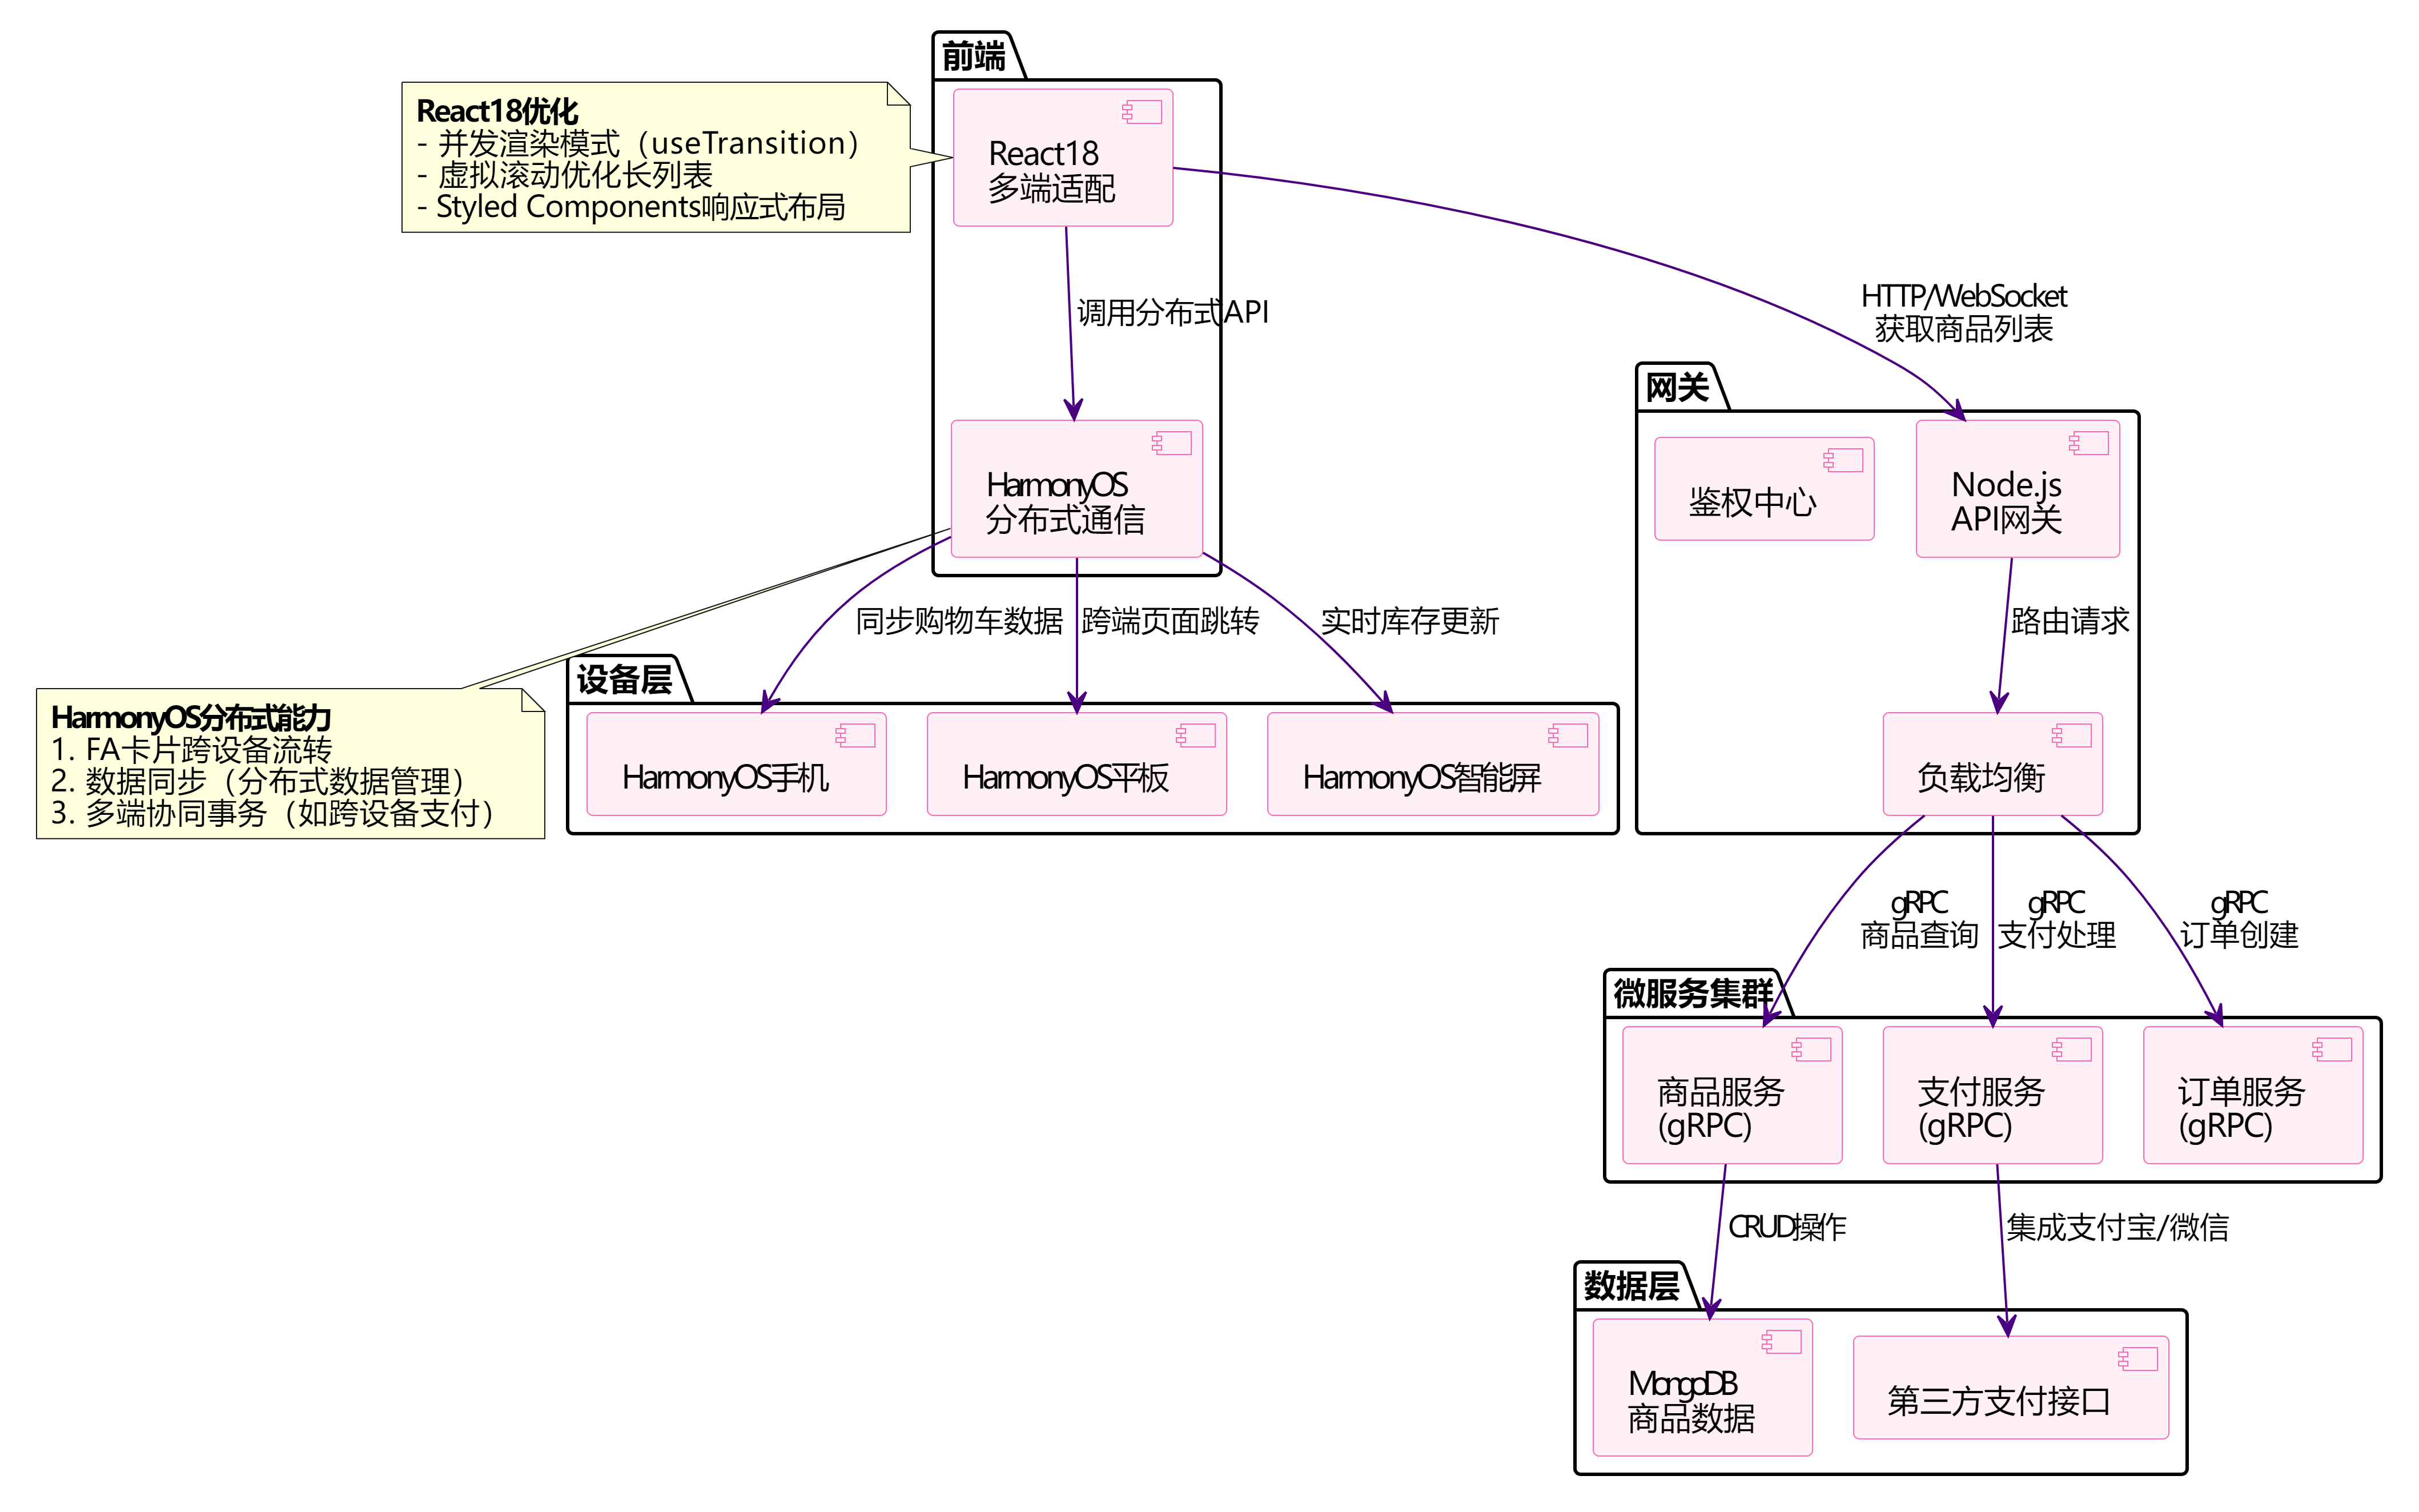 前端
React18优化
- 并发渲染模式（useTransition）
- 虚拟滚动优化长列表
- Styled Components响应式布局
React18
多端适配
调用分布式API
HTTP/WebSocket
获取商品列表
网关
HarmonyOS
分布式通信
鉴权中心
Node.js
API网关
同步购物车数据
跨端页面跳转
实时库存更新
路由请求
设备层
HarmonyOS分布式能力
1. FA卡片跨设备流转
2. 数据同步（分布式数据管理）
3. 多端协同事务（如跨设备支付）
HarmonyOS手机
HarmonyOS平板
HarmonyOS智能屏
负载均衡
gRPC
商品查询
gRPC
支付处理
gRPC
订单创建
微服务集群
商品服务
(gRPC)
支付服务
(gRPC)
订单服务
(gRPC)
CRUD操作
集成支付宝/微信
数据层
MongoDB
商品数据
第三方支付接口